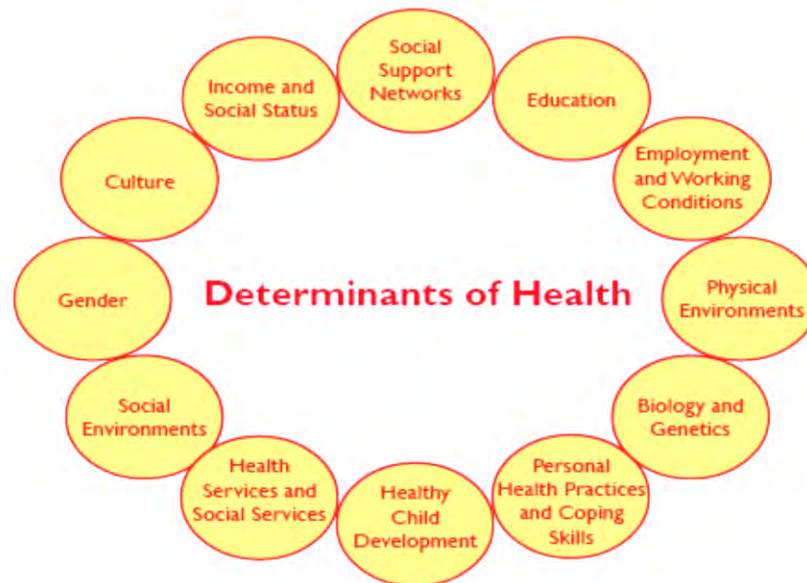 Social
Support
Networks
Education
Employment
and Working
Conditions
Physical
Environments
Biology and
Genetics
Personal
Health Practices
and Coping
Skills
Healthy
Child
Development
Health
Services and
Social Services
Social
Environments
Gender
Culture
Income and
Social Status
Determinants of Health